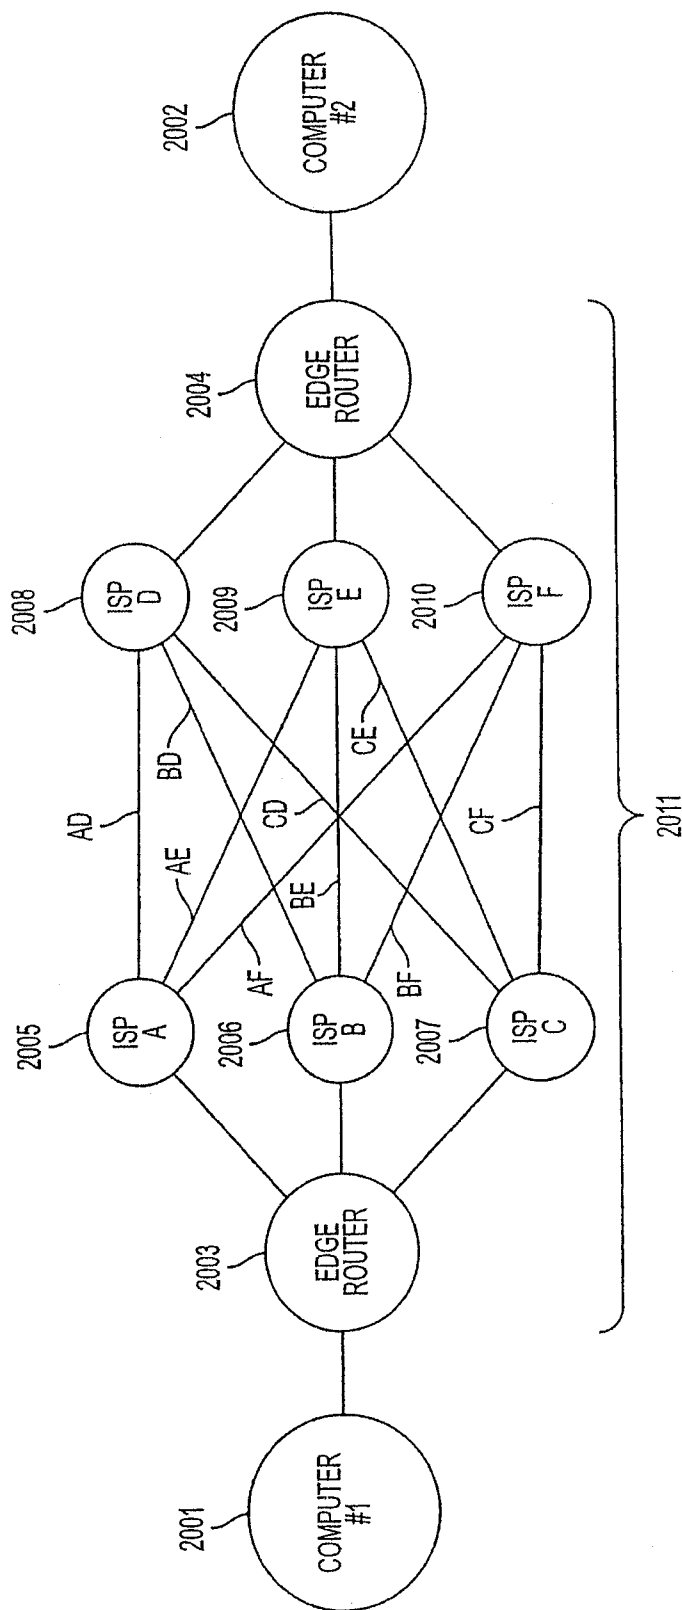 2001
COMPUTER
#1
2003
EDGE
ROUTER
2005
ISP
A
2006
ISP
B
2007
ISP
C
AD
AE
AF
BD
BE
BF
CD
CE
CF
2008
ISP
D
2009
ISP
E
2010
ISP
F
2004
EDGE
ROUTER
2002
COMPUTER
#2
2011